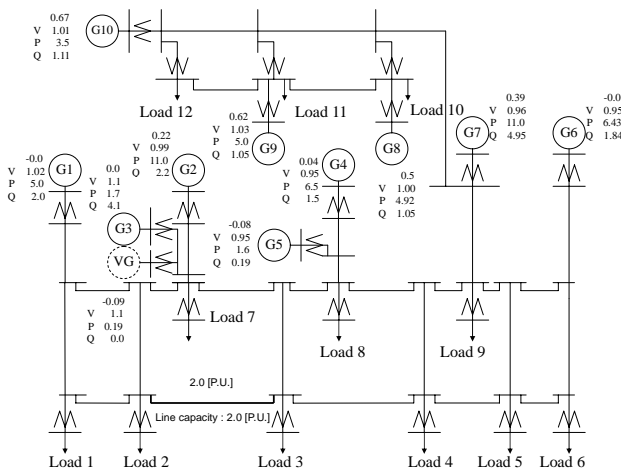 0.67
V 1.01
P 3.5
Q 1.11
G10
Load 12
Load 11
Load 10
0.62
V 1.03
P 5.0
Q 1.05
G9
G8
0.5
V 1.00
P 4.92
Q 1.05
0.39
V 0.96
P 11.0
Q 4.95
G7
-0.0
V 0.95
P 6.43
Q 1.84
G6
-0.0
V 1.02
P 5.0
Q 2.0
G1
0.0
V 1.1
P 1.7
Q 4.1
G3
VG
0.22
V 0.99
P 11.0
Q 2.2
G2
-0.08
V 0.95
P 1.6
Q 0.19
G5
0.04
V 0.95
P 6.5
Q 1.5
G4
-0.09
V 1.1
P 0.19
Q 0.0
Load 7
Load 8
Load 9
2.0 [P.U.]
Line capacity : 2.0 [P.U.]
Load 1
Load 2
Load 3
Load 4
Load 5
Load 6